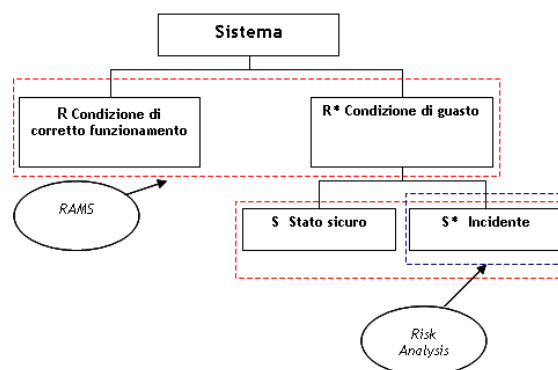 Sistema
R Condizione di
corretto funzionamento
R* Condizione di guasto
RAMS
S Stato sicuro
S* Incidente
Risk
Analysis